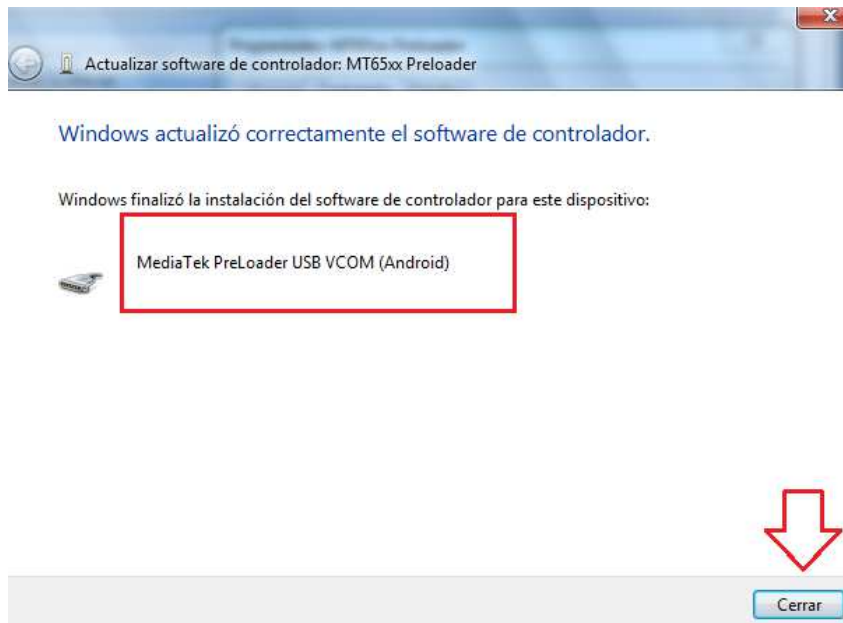 Actualizar software de controlador: MT65xx Preloader
Windows actualizó correctamente el software de controlador.
Windows finalizó la instalación del software de controlador para este dispositivo:
MediaTek PreLoader USB VCOM (Android)
Cerrar